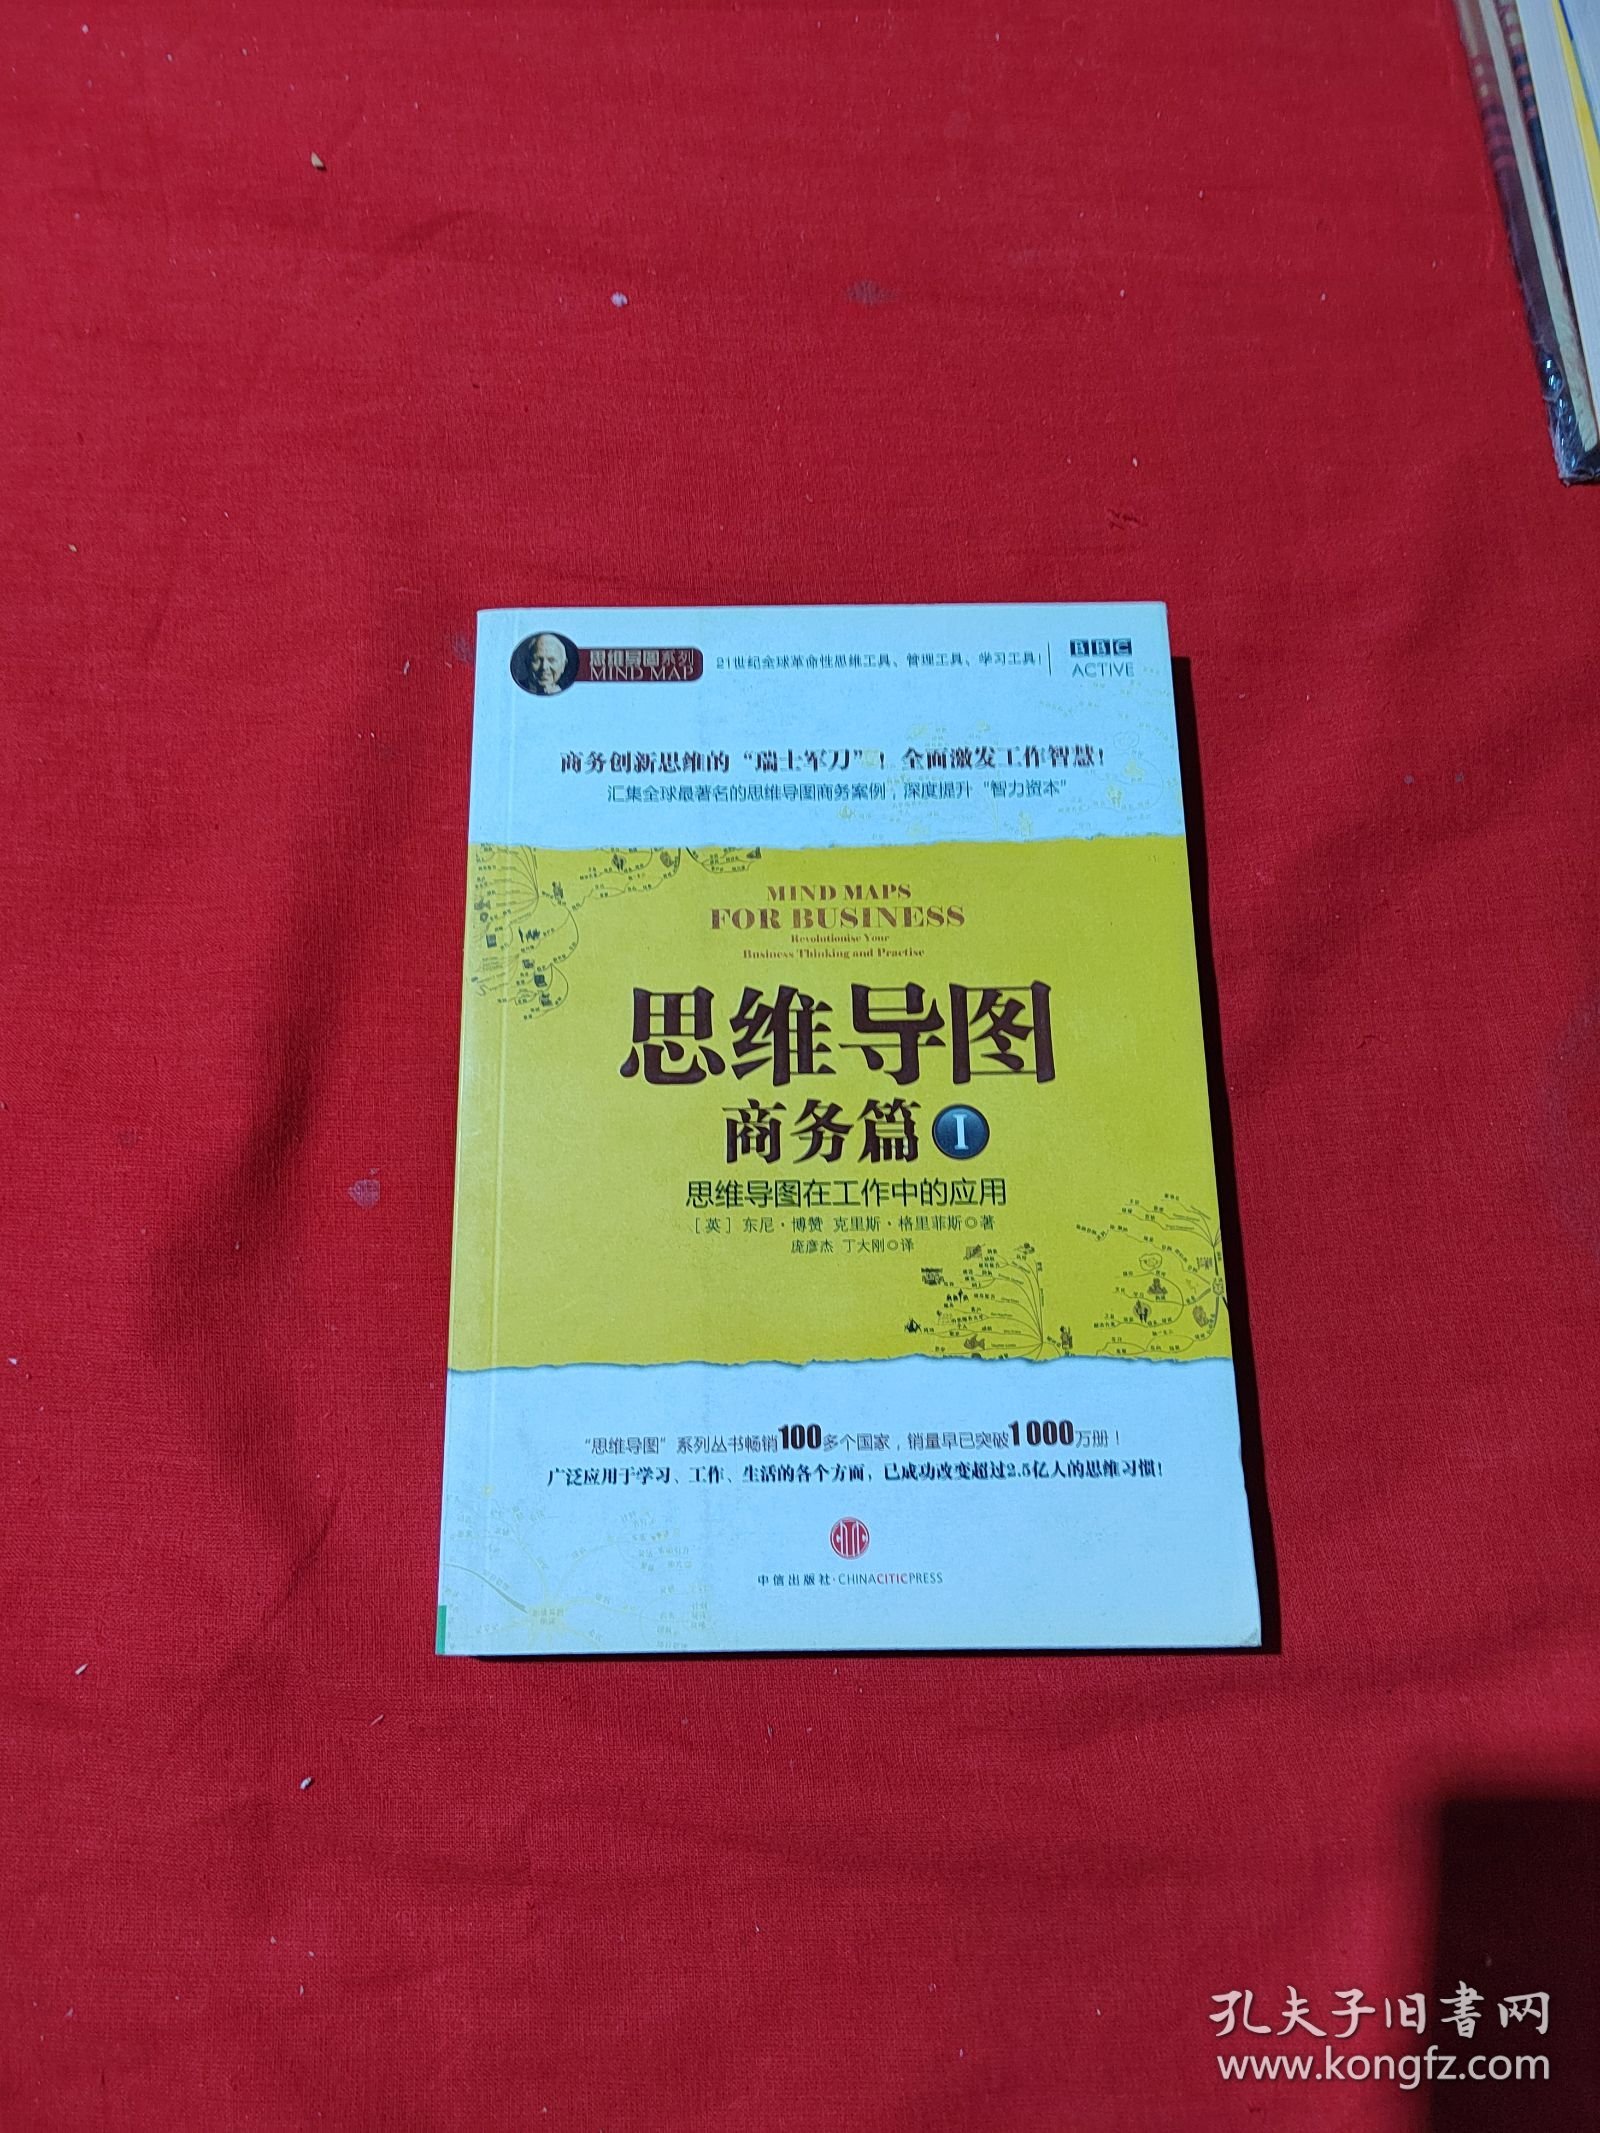 思维导图系列
MIND MAP
21世纪全球革命性思维工具、管理工具、学习工具！
BBC
ACTIVE
商务创新思维的“瑞士军刀”！全面激发工作智慧！
汇集全球最著名的思维导图商务案例，深度提升“智力资本”
MIND MAPS
FOR BUSINESS
Revolutionise Your
Business Thinking and Practise
思维导图
商务篇 I
思维导图在工作中的应用
［英］东尼·博赞 克里斯·格里菲斯◎著
庞彦杰 丁大刚◎译
“思维导图”系列丛书畅销100多个国家，销量早已突破1000万册！
广泛应用于学习、工作、生活的各个方面，已成功改变超过2.5亿人的思维习惯！
中信出版社·CHINACITICPRESS
孔夫子旧书网
www.kongfz.com